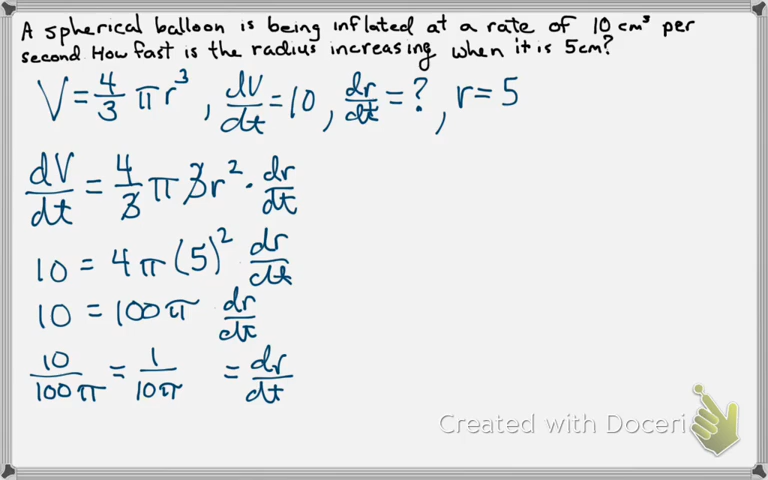 A spherical balloon is being inflated at a rate of 10 cm³ per
second How fast is the radius increasing when it is 5cm?
V = 4/3 πr³, dV/dt = 10, dr/dt = ?, r = 5
dV/dt = 4/3 π 3r² · dr/dt
10 = 4π (5)² dr/dt
10 = 100π dr/dt
10/100π = 1/10π = dr/dt
Created with Doceri